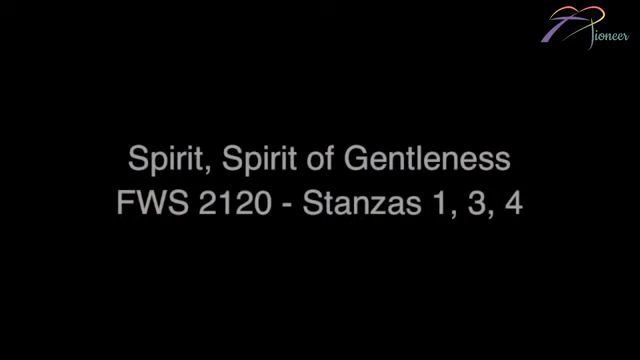 Pioneer
Spirit, Spirit of Gentleness
FWS 2120 - Stanzas 1, 3, 4